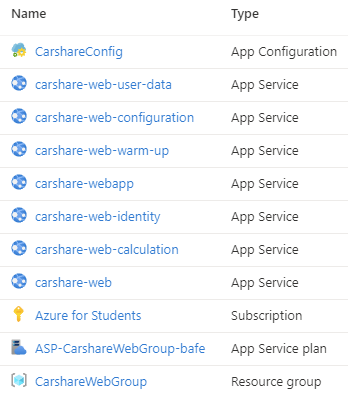 Name Type
CarshareConfig App Configuration
carshare-web-user-data App Service
carshare-web-configuration App Service
carshare-web-warm-up App Service
carshare-webapp App Service
carshare-web-identity App Service
carshare-web-calculation App Service
carshare-web App Service
Azure for Students Subscription
ASP-CarshareWebGroup-bafe App Service plan
CarshareWebGroup Resource group